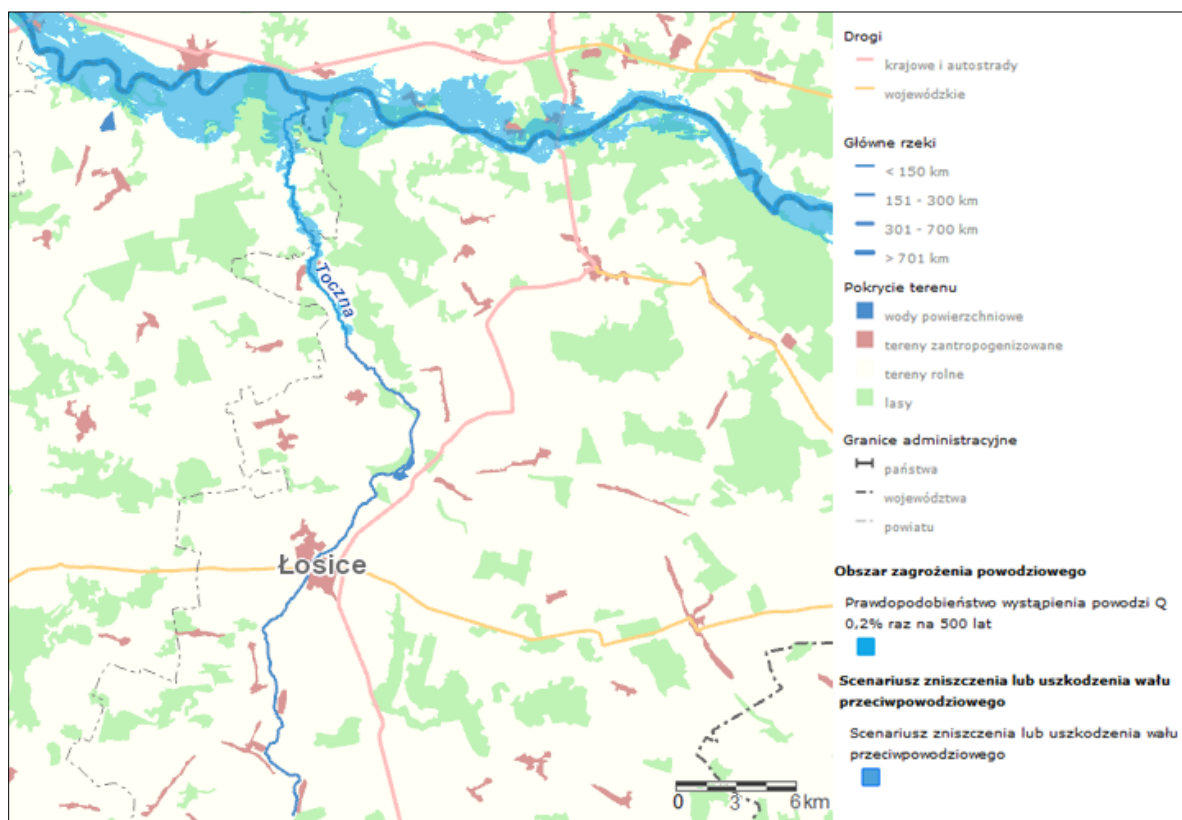 Toczna
Łosice
0 3 6 km
Drogi
krajowe i autostrady
wojewódzkie
Główne rzeki
< 150 km
151 - 300 km
301 - 700 km
> 701 km
Pokrycie terenu
wody powierzchniowe
tereny zantropogenizowane
tereny rolne
lasy
Granice administracyjne
państwa
województwa
powiatu
Obszar zagrożenia powodziowego
Prawdopodobieństwo wystąpienia powodzi Q
0,2% raz na 500 lat
Scenariusz zniszczenia lub uszkodzenia wału
przeciwpowodziowego
Scenariusz zniszczenia lub uszkodzenia wału
przeciwpowodziowego